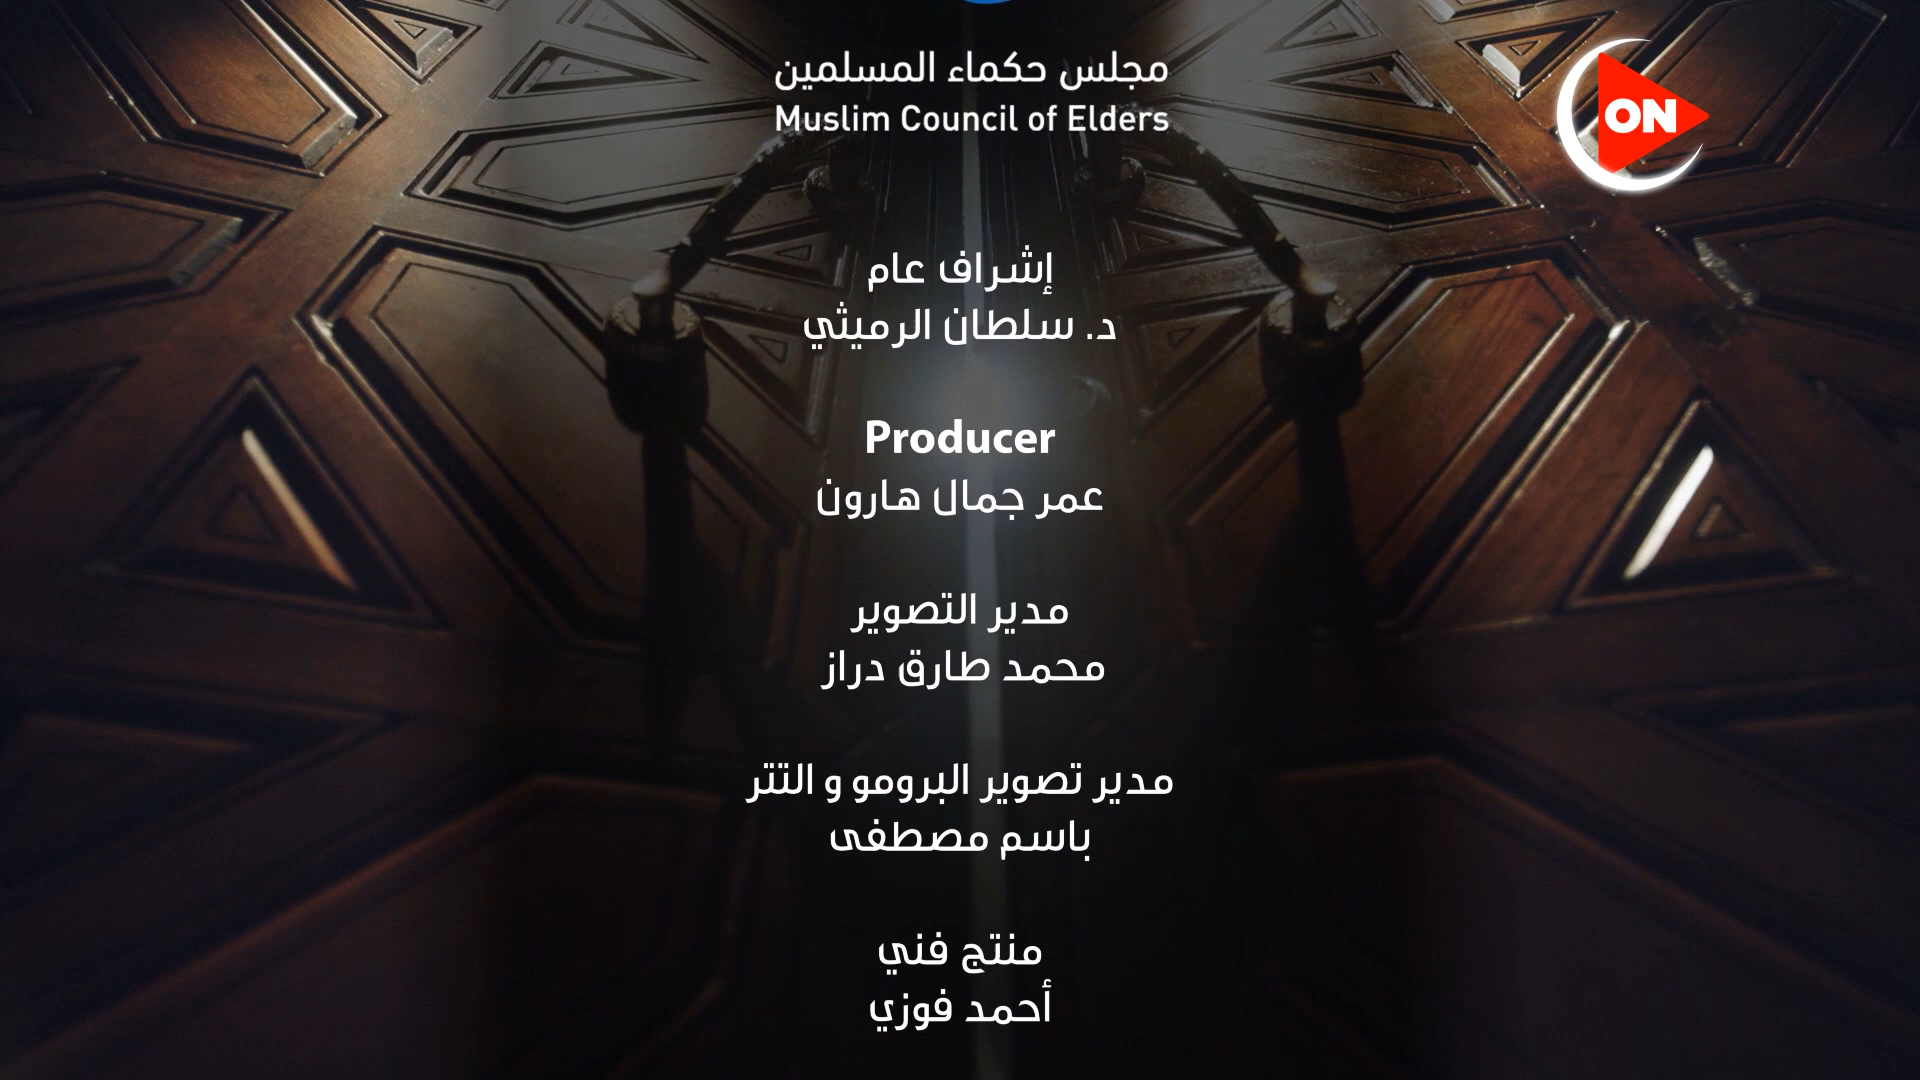 مجلس حكماء المسلمين
Muslim Council of Elders
ON
إشراف عام
د. سلطان الرميثي
Producer
عمر جمال هارون
مدير التصوير
محمد طارق دراز
مدير تصوير البرومو و التتر
باسم مصطفى
منتج فني
أحمد فوزي